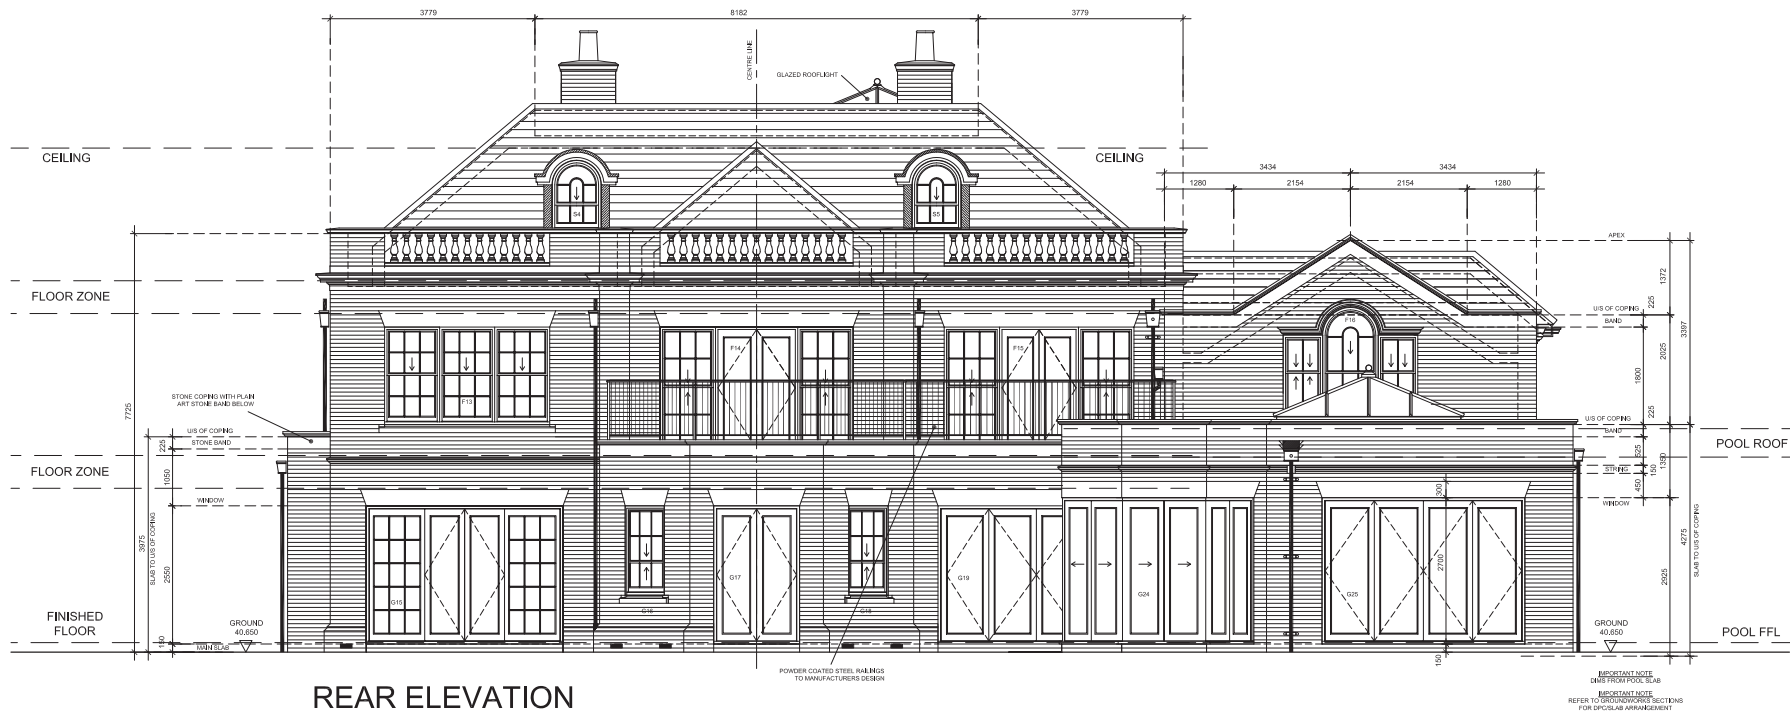 3779
8182
3779
CENTRE LINE
GLAZED ROOFLIGHT
CEILING
CEILING
3434
3434
1280
2154
2154
1280
S4
S5
APEX
FLOOR ZONE
1372
225
U/S OF COPING
BAND
F16
F14
F15
F13
7725
2025
3397
1800
STONE COPING WITH PLAIN
ART STONE BAND BELOW
U/S OF COPING
STONE BAND
225
225
U/S OF COPING
BAND
POOL ROOF
FLOOR ZONE
1050
525
1350
STRING
150
450
WINDOW
WINDOW
300
3975
SLAB TO U/S OF COPING
2550
2700
4275
SLAB TO U/S OF COPING
2925
G15
G16
G17
G18
G19
G24
G25
FINISHED
FLOOR
GROUND
40.650
150
MAIN SLAB
GROUND
40.650
POOL FFL
150
POWDER COATED STEEL RAILINGS
TO MANUFACTURERS DESIGN
IMPORTANT NOTE
DIMS FROM POOL SLAB
IMPORTANT NOTE
REFER TO GROUNDWORKS SECTIONS
FOR DPC/SLAB ARRANGEMENT
REAR ELEVATION